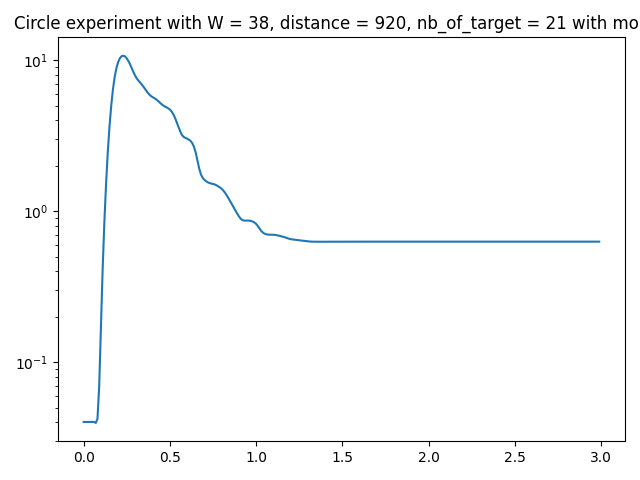 Circle experiment with W = 38, distance = 920, nb_of_target = 21 with mo
10¹
10⁰
10⁻¹
0.0 0.5 1.0 1.5 2.0 2.5 3.0